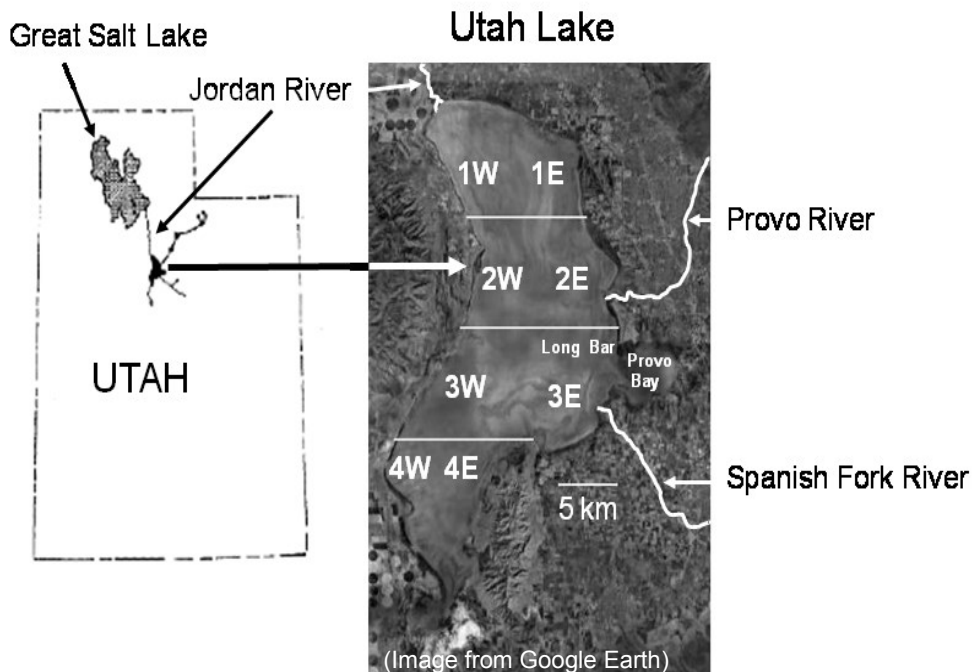 Great Salt Lake
Utah Lake
Jordan River
1W 1E
Provo River
2W 2E
Long Bar
Provo
Bay
UTAH
3W
3E
4W 4E
Spanish Fork River
5 km
(Image from Google Earth)